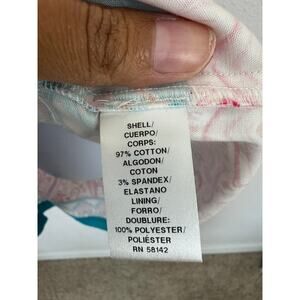 SHELL/
CUERPO/
CORPS:
97% COTTON/
ALGODON/
COTON
3% SPANDEX/
ELASTANO
LINING/
FORRO/
DOUBLURE:
100% POLYESTER/
POLIÉSTER
RN 58142